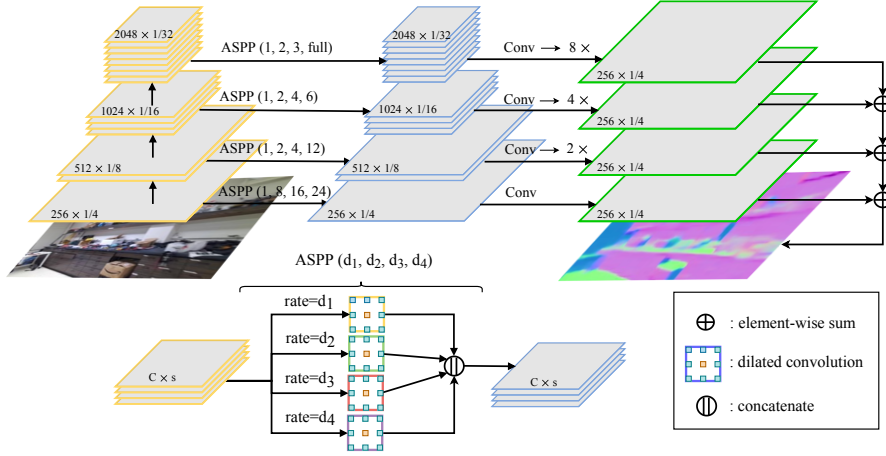 2048 × 1/32
ASPP (1, 2, 3, full)
2048 × 1/32
Conv → 8 ×
256 × 1/4
1024 × 1/16
ASPP (1, 2, 4, 6)
1024 × 1/16
Conv → 4 ×
256 × 1/4
512 × 1/8
ASPP (1, 2, 4, 12)
512 × 1/8
Conv → 2 ×
256 × 1/4
256 × 1/4
ASPP (1, 8, 16, 24)
256 × 1/4
Conv
256 × 1/4
ASPP (d1, d2, d3, d4)
rate=d1
rate=d2
rate=d3
rate=d4
C × s
C × s
: element-wise sum
: dilated convolution
: concatenate